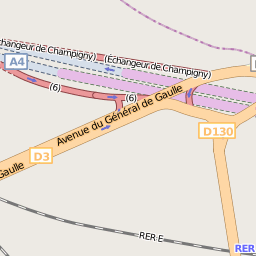 Échangeur de Champigny)
(Échangeur de Champigny)
A4
(6)
(6)
Avenue du Général de Gaulle
D130
D3
Gaulle
RER E
RER